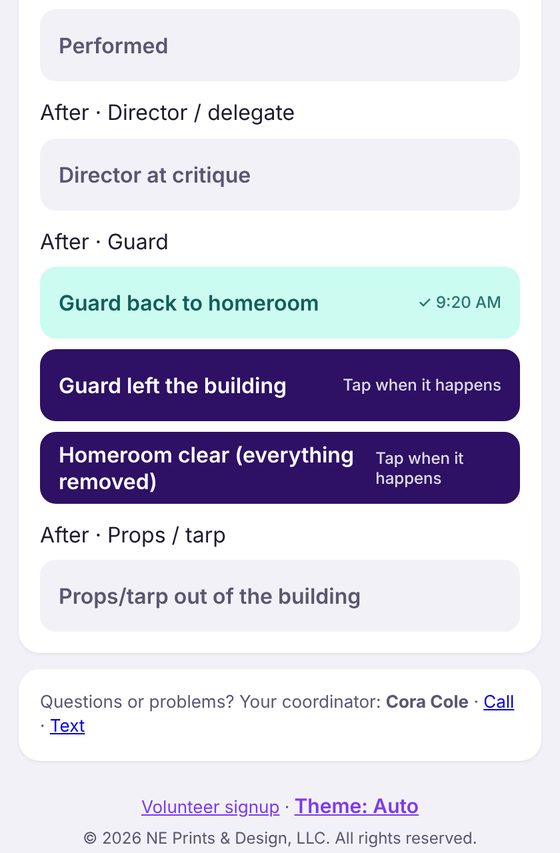 Performed
After · Director / delegate
Director at critique
After · Guard
Guard back to homeroom ✓ 9:20 AM
Guard left the building Tap when it happens
Homeroom clear (everything removed) Tap when it happens
After · Props / tarp
Props/tarp out of the building
Questions or problems? Your coordinator: Cora Cole · Call
· Text
Volunteer signup · Theme: Auto
© 2026 NE Prints & Design, LLC. All rights reserved.